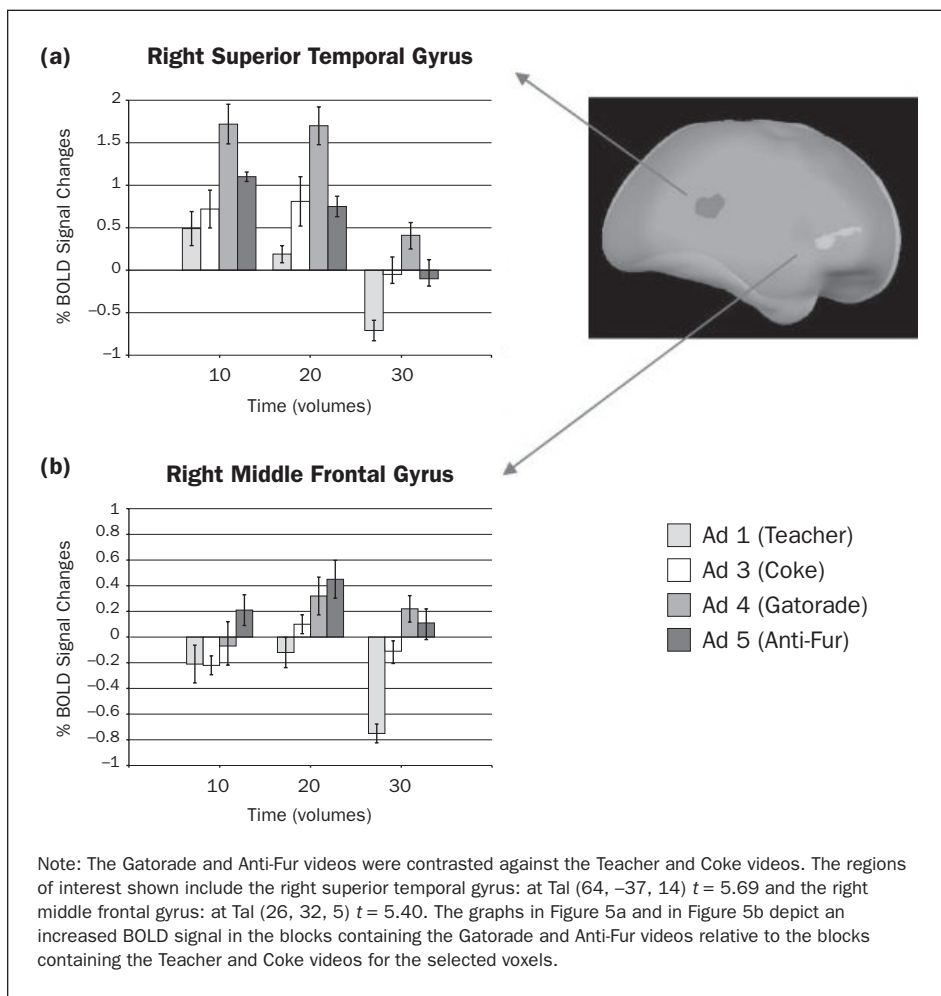 (a) Right Superior Temporal Gyrus
2
1.5
1
0.5
0
–0.5
–1
% BOLD Signal Changes
10 20 30
Time (volumes)
(b) Right Middle Frontal Gyrus
1
0.8
0.6
0.4
0.2
0
–0.2
–0.4
–0.6
–0.8
–1
% BOLD Signal Changes
10 20 30
Time (volumes)
Ad 1 (Teacher)
Ad 3 (Coke)
Ad 4 (Gatorade)
Ad 5 (Anti-Fur)
Note: The Gatorade and Anti-Fur videos were contrasted against the Teacher and Coke videos. The regions
of interest shown include the right superior temporal gyrus: at Tal (64, –37, 14) t = 5.69 and the right
middle frontal gyrus: at Tal (26, 32, 5) t = 5.40. The graphs in Figure 5a and in Figure 5b depict an
increased BOLD signal in the blocks containing the Gatorade and Anti-Fur videos relative to the blocks
containing the Teacher and Coke videos for the selected voxels.